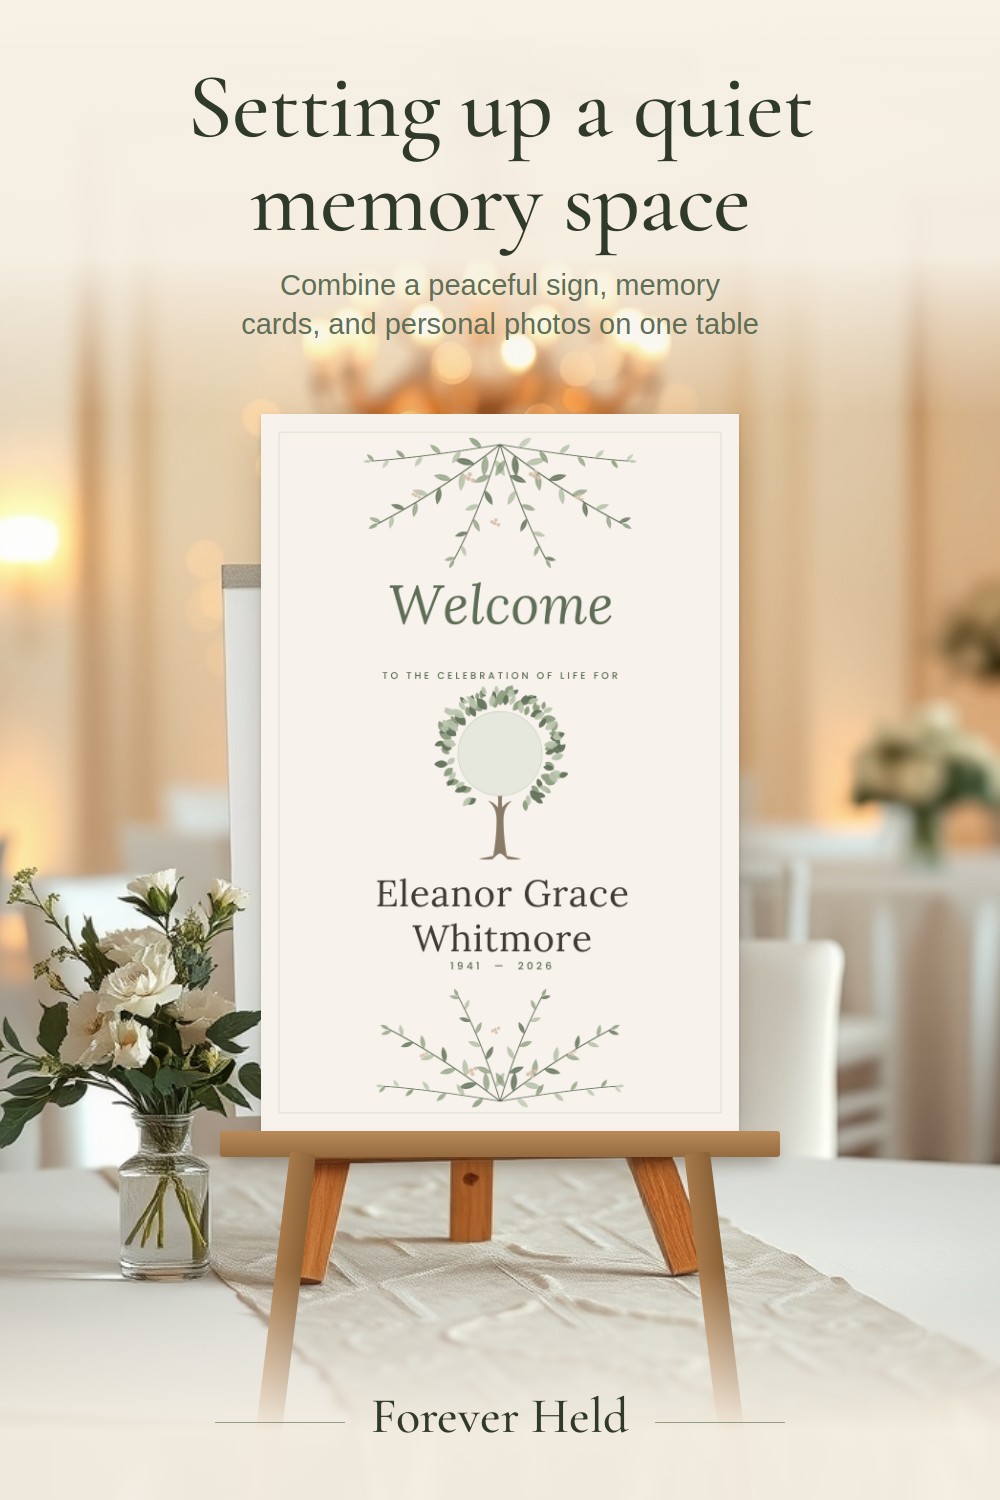 Setting up a quiet
memory space
Combine a peaceful sign, memory
cards, and personal photos on one table
Welcome
TO THE CELEBRATION OF LIFE FOR
Eleanor Grace
Whitmore
1941 — 2026
Forever Held